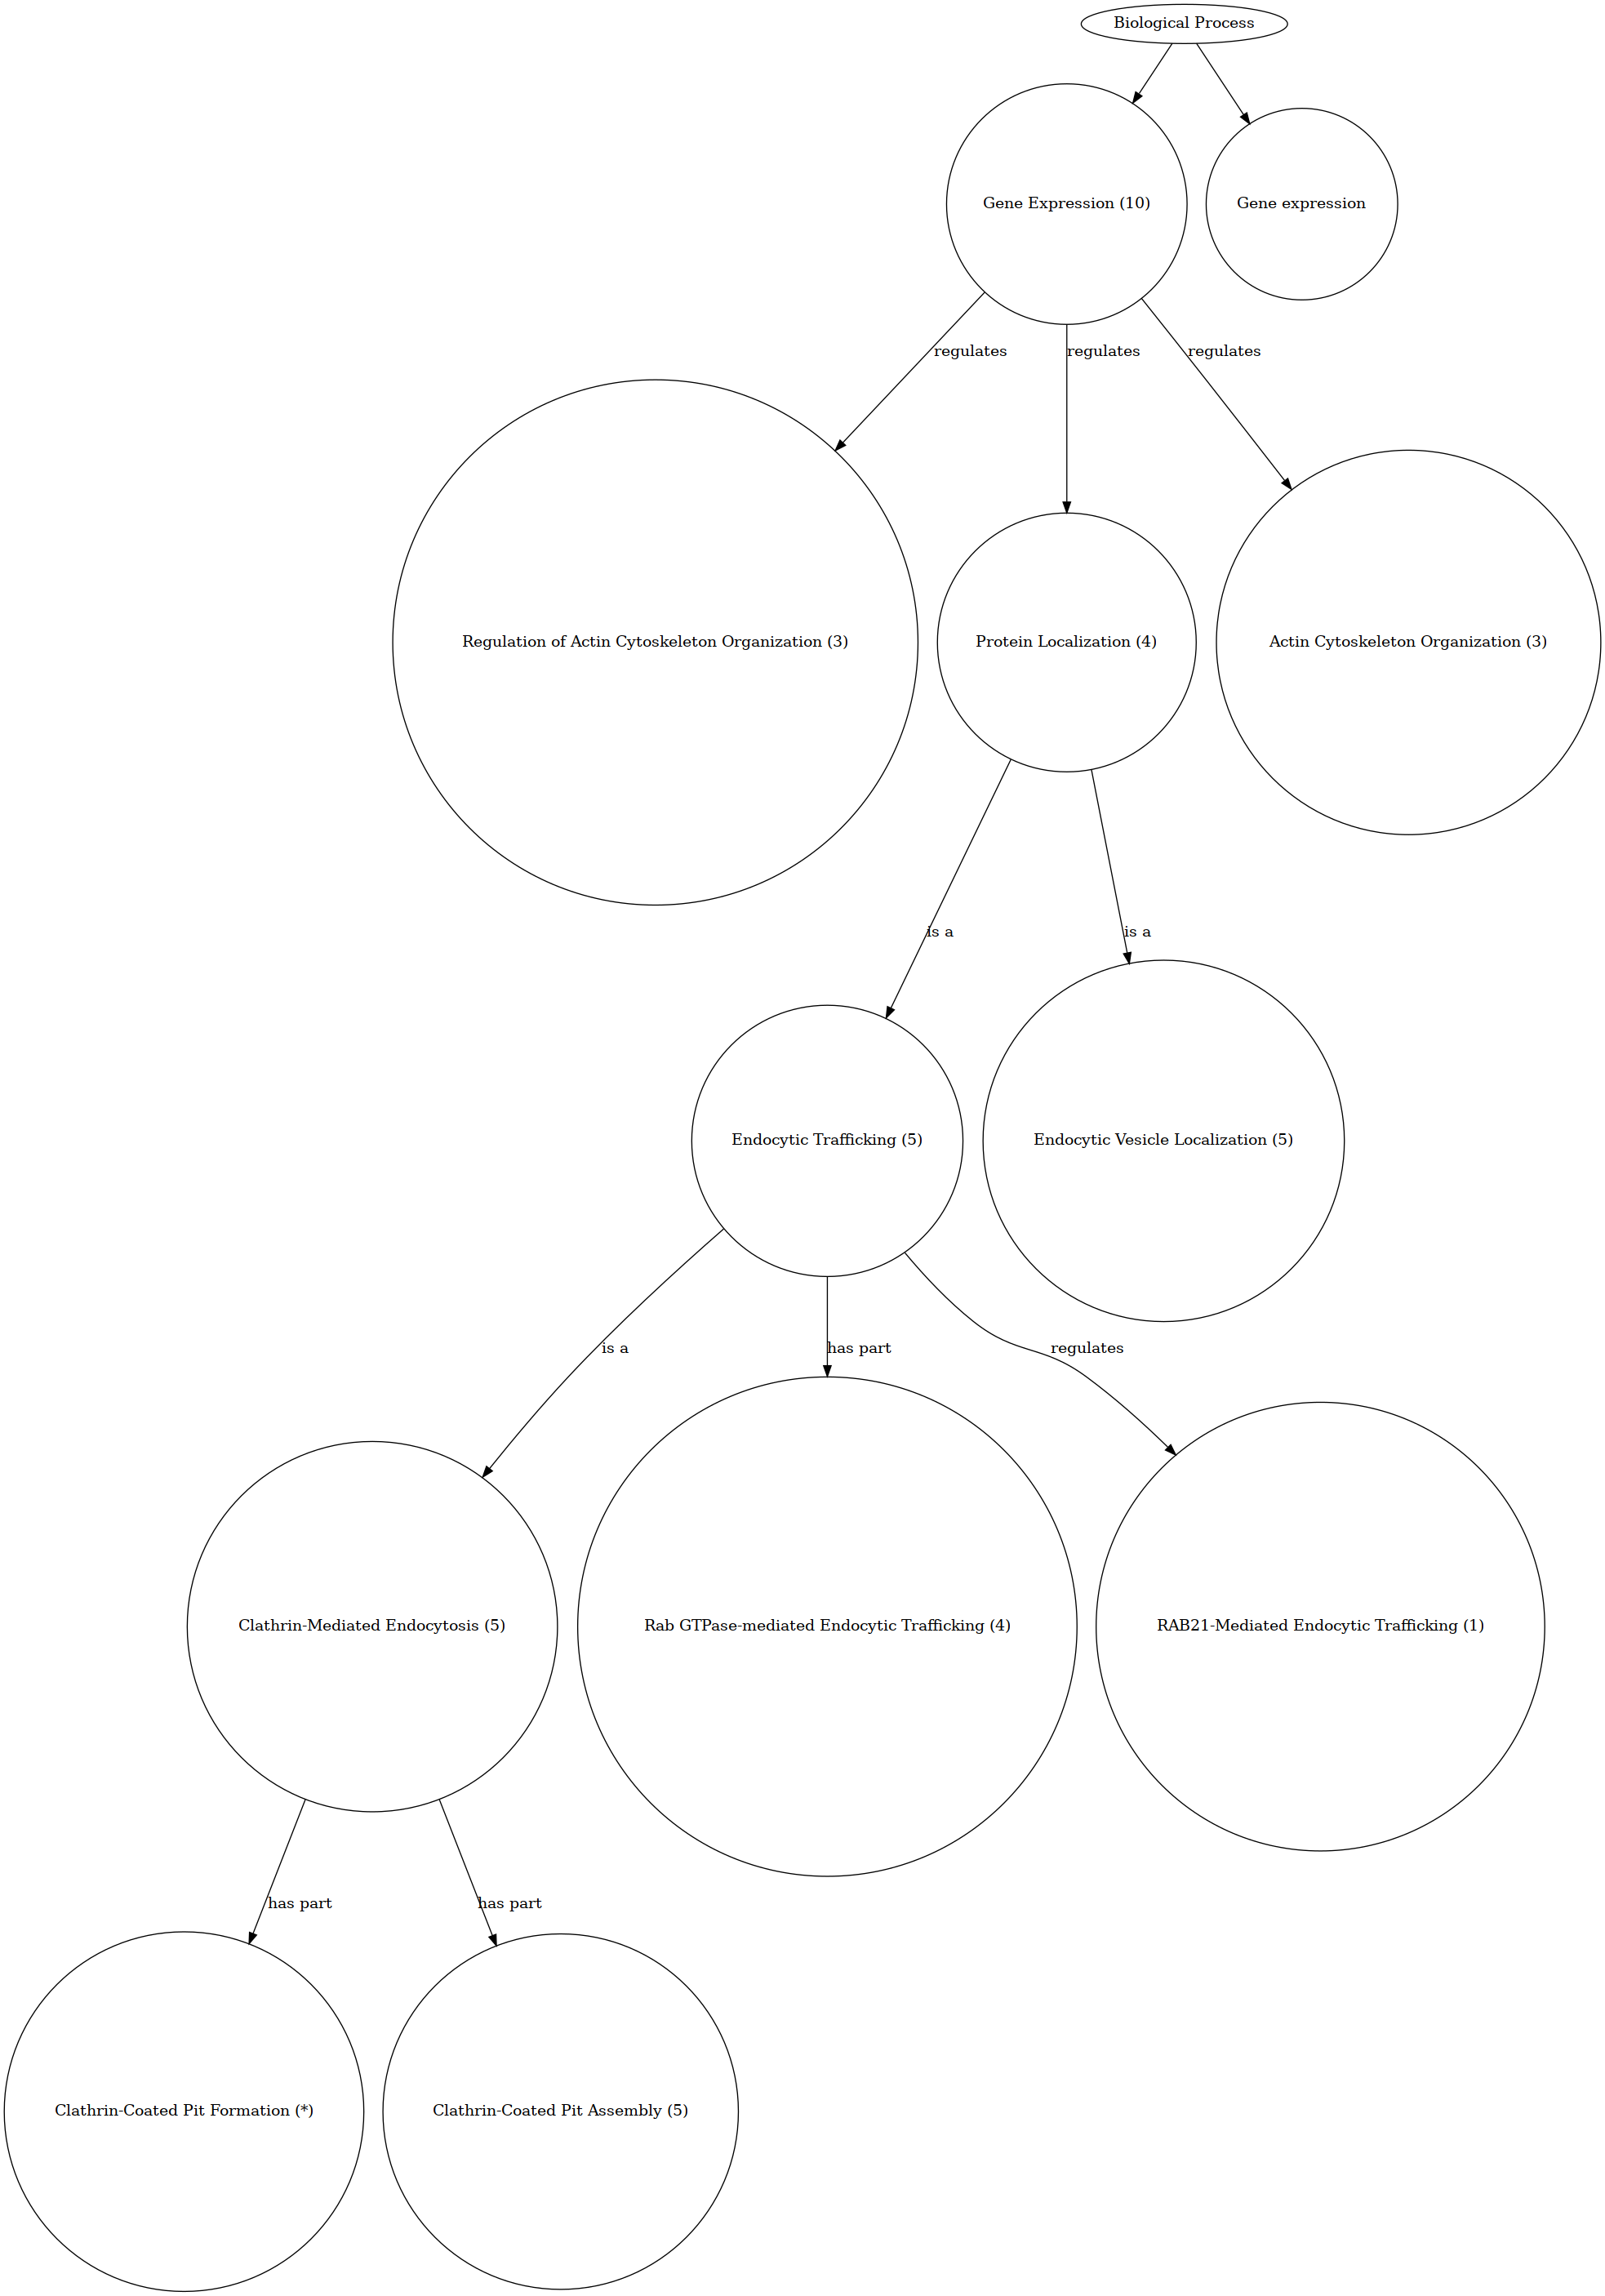 Biological Process
Gene Expression (10)
Gene expression
regulates
regulates
regulates
Regulation of Actin Cytoskeleton Organization (3)
Protein Localization (4)
Actin Cytoskeleton Organization (3)
is a
is a
Endocytic Trafficking (5)
Endocytic Vesicle Localization (5)
is a
has part
regulates
Clathrin-Mediated Endocytosis (5)
Rab GTPase-mediated Endocytic Trafficking (4)
RAB21-Mediated Endocytic Trafficking (1)
has part
has part
Clathrin-Coated Pit Formation (*)
Clathrin-Coated Pit Assembly (5)